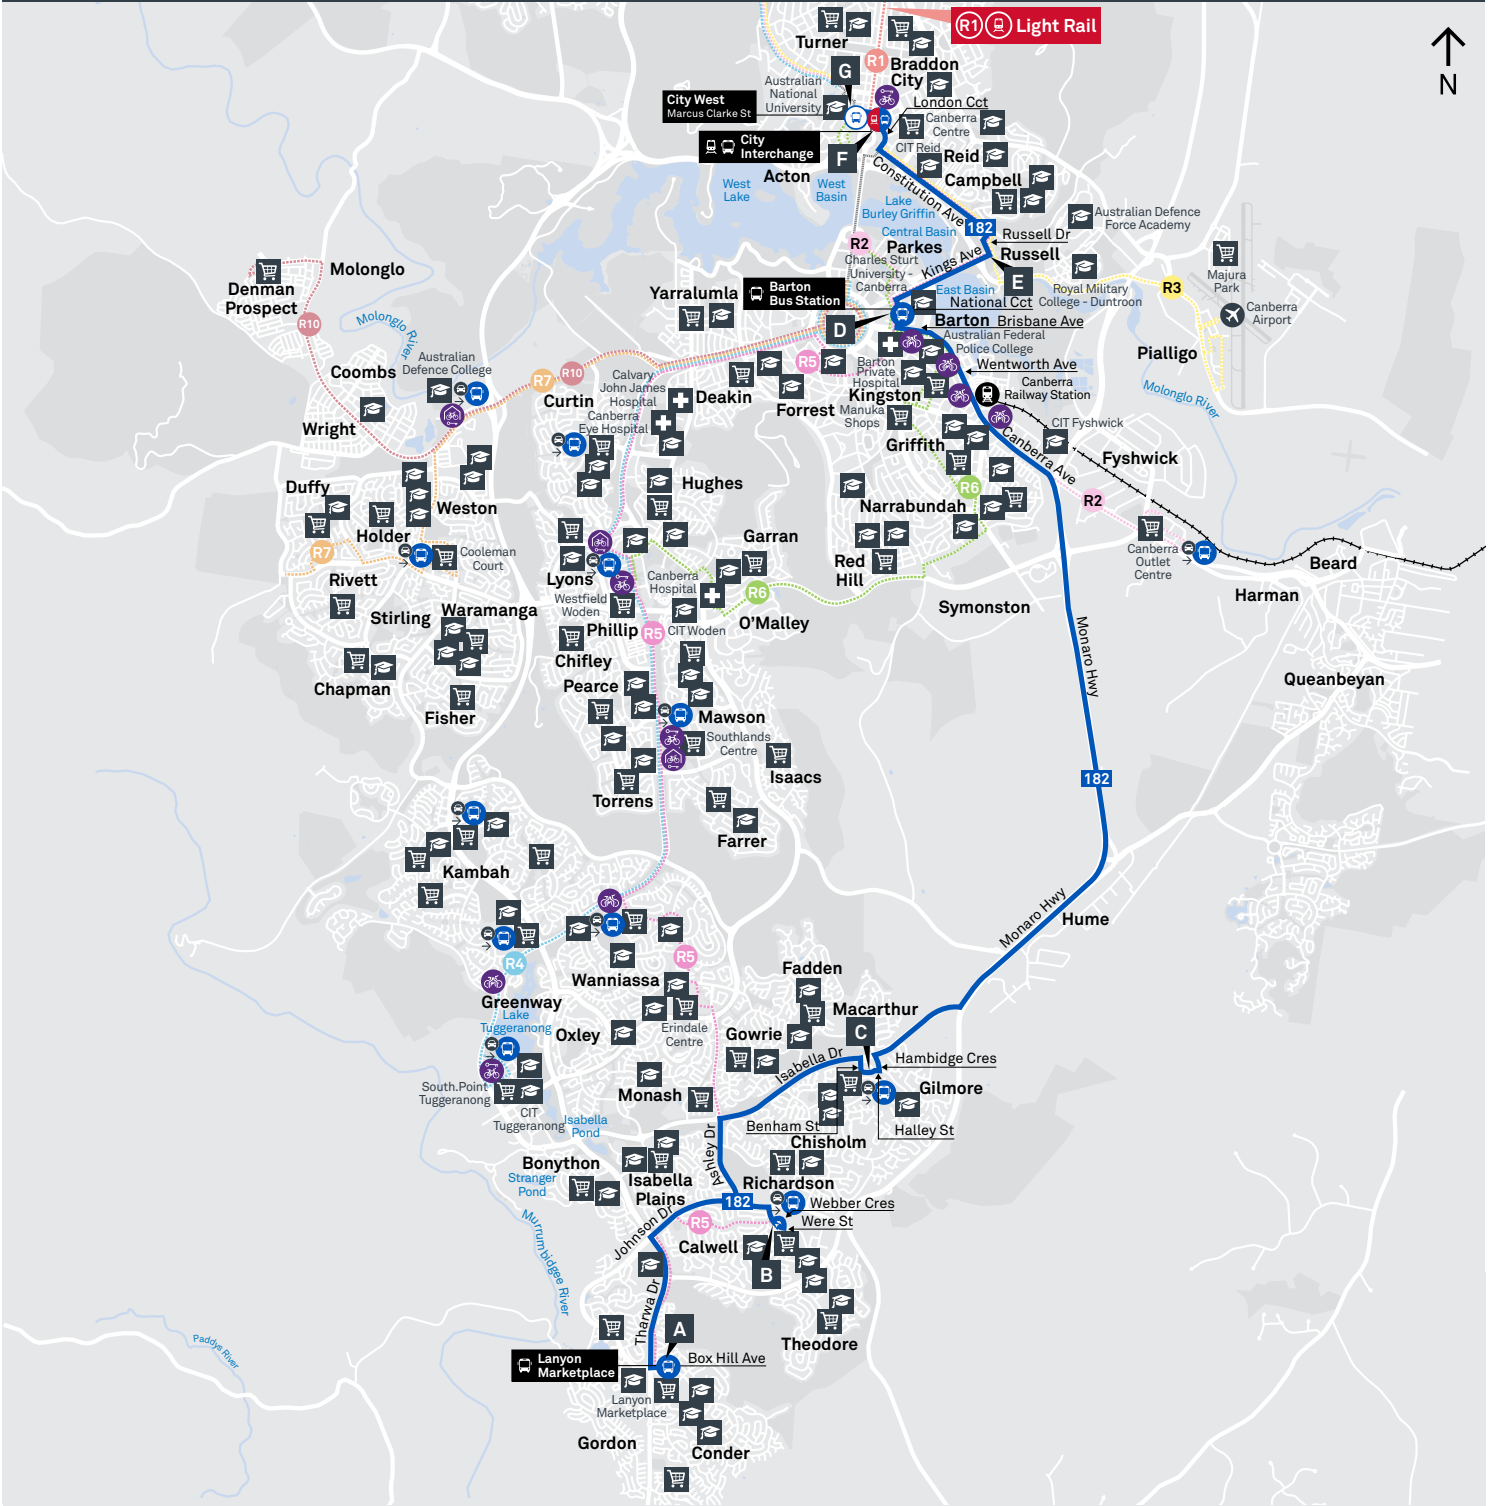 R1 Light Rail
N
Turner
R1
Braddon
City
G
Australian
National
University
City West
Marcus Clarke St
London Cct
Canberra
Centre
City
Interchange
F
CIT Reid
Reid
Acton
Campbell
Constitution Ave
West
Lake
West
Basin
Lake
Burley Griffin
Central Basin
Australian Defence
Force Academy
182
Russell Dr
Russell
R2
Parkes
Charles Sturt
University -
Canberra
Kings Ave
East Basin
E
Royal Military
College - Duntroon
R3
Majura
Park
Canberra
Airport
Pialligo
Molonglo
Denman
Prospect
R10
Molonglo
River
Yarralumla
Barton
Bus Station
D
National Cct
Barton
Brisbane Ave
Australian Federal
Police College
Wentworth Ave
Barton
Private
Hospital
R5
Kingston
Canberra
Railway Station
Manuka
Shops
Molonglo River
Australian
Defence College
Coombs
Wright
R7
R10
Curtin
Calvary
John James
Hospital
Canberra
Eye Hospital
Deakin
Forrest
Griffith
CIT Fyshwick
Canberra Ave
Fyshwick
R6
Narrabundah
R2
Duffy
Weston
Hughes
Holder
R7
Cooleman
Court
Garran
Red
Hill
Canberra
Outlet
Centre
Beard
Harman
Rivett
Lyons
Westfield
Woden
Canberra
Hospital
R6
Symonston
Stirling
Waramanga
Phillip
R5
CIT Woden
O'Malley
Monaro Hwy
Chifley
Chapman
Pearce
Queanbeyan
Fisher
Mawson
Southlands
Centre
Isaacs
182
Torrens
Farrer
Kambah
Hume
Monaro Hwy
R4
R5
Wanniassa
Fadden
Greenway
Lake
Tuggeranong
Oxley
Erindale
Centre
Gowrie
Macarthur
C
Isabella Dr
Hambidge Cres
South.Point
Tuggeranong
CIT
Tuggeranong
Monash
Gilmore
Isabella
Pond
Benham St
Halley St
Chisholm
Ashley Dr
Bonython
Stranger
Pond
Isabella
Plains
Richardson
182
Webber Cres
Were St
Johnson Dr
R5
Calwell
B
Murrumbidgee River
Tharwa Dr
A
Theodore
Paddys River
Lanyon
Marketplace
Box Hill Ave
Lanyon
Marketplace
Gordon
Conder